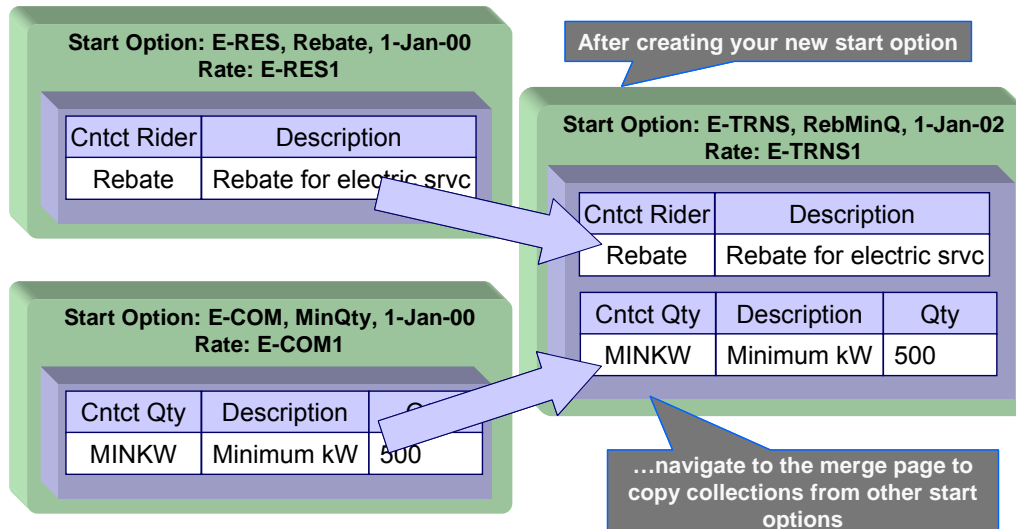 Start Option: E-RES, Rebate, 1-Jan-00
Rate: E-RES1
Cntct Rider Description
Rebate Rebate for electric srvc
Start Option: E-COM, MinQty, 1-Jan-00
Rate: E-COM1
Cntct Qty Description
MINKW Minimum kW 500
After creating your new start option
Start Option: E-TRNS, RebMinQ, 1-Jan-02
Rate: E-TRNS1
Cntct Rider Description
Rebate Rebate for electric srvc
Cntct Qty Description Qty
MINKW Minimum kW 500
…navigate to the merge page to
copy collections from other start
options